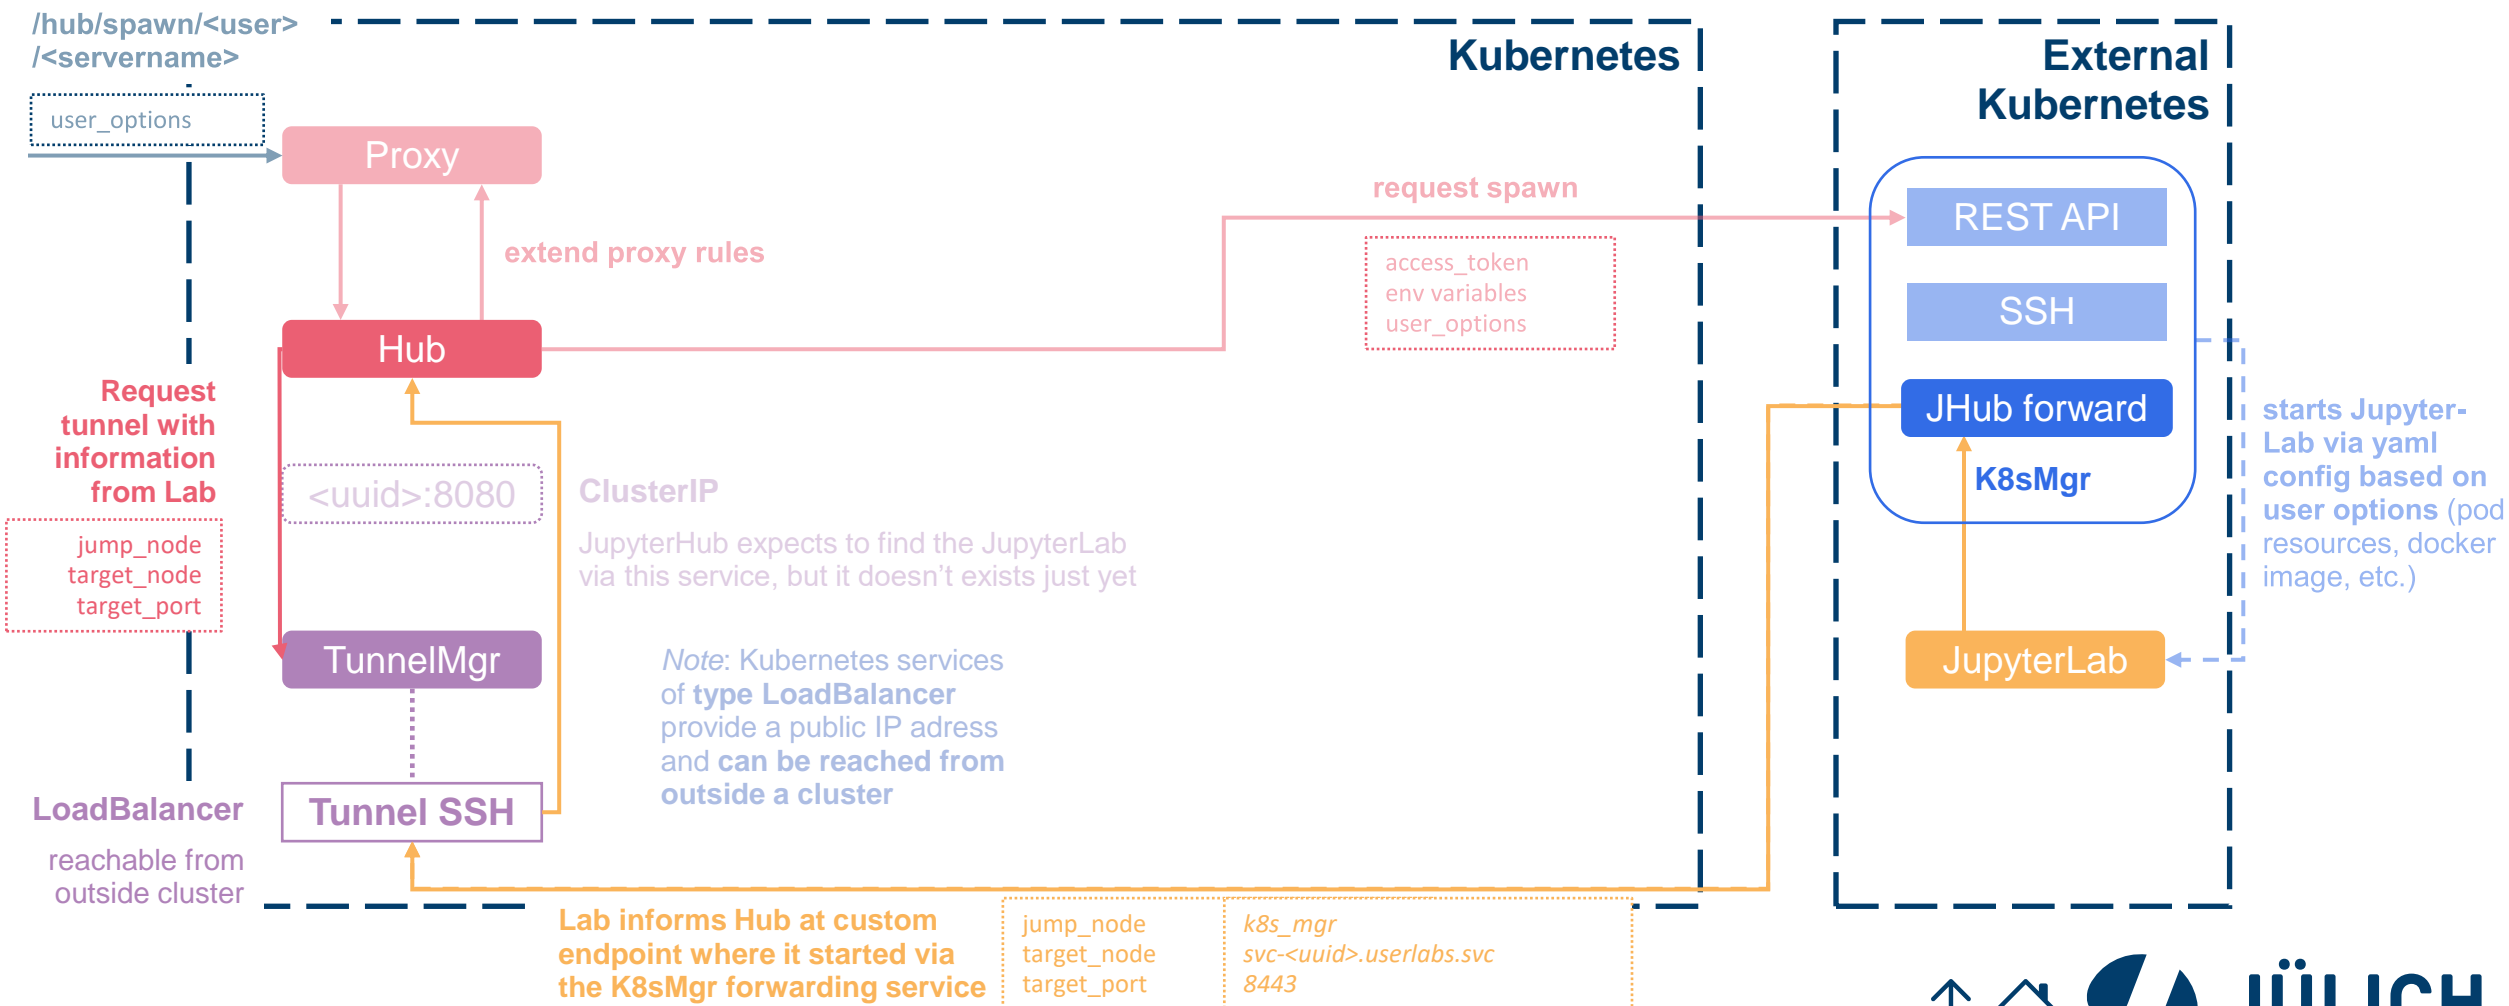 /hub/spawn/<user>
/<servername>
user_options
Kubernetes
External
Kubernetes
Proxy
request spawn
REST API
extend proxy rules
access_token
env variables
user_options
SSH
Hub
Request
tunnel with
information
from Lab
JHub forward
starts Jupyter-
Lab via yaml
config based on
user options (pod
resources, docker
image, etc.)
K8sMgr
<uuid>:8080
ClusterIP
JupyterHub expects to find the JupyterLab
via this service, but it doesn't exists just yet
jump_node
target_node
target_port
TunnelMgr
Note: Kubernetes services
of type LoadBalancer
provide a public IP adress
and can be reached from
outside a cluster
JupyterLab
LoadBalancer
reachable from
outside cluster
Tunnel SSH
Lab informs Hub at custom
endpoint where it started via
the K8sMgr forwarding service
jump_node k8s_mgr
target_node svc-<uuid>.userlabs.svc
target_port 8443
JÜLICH